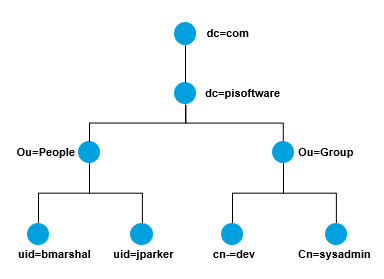 dc=com
dc=pisoftware
Ou=People
Ou=Group
uid=bmarshal
uid=jparker
cn-=dev
Cn=sysadmin